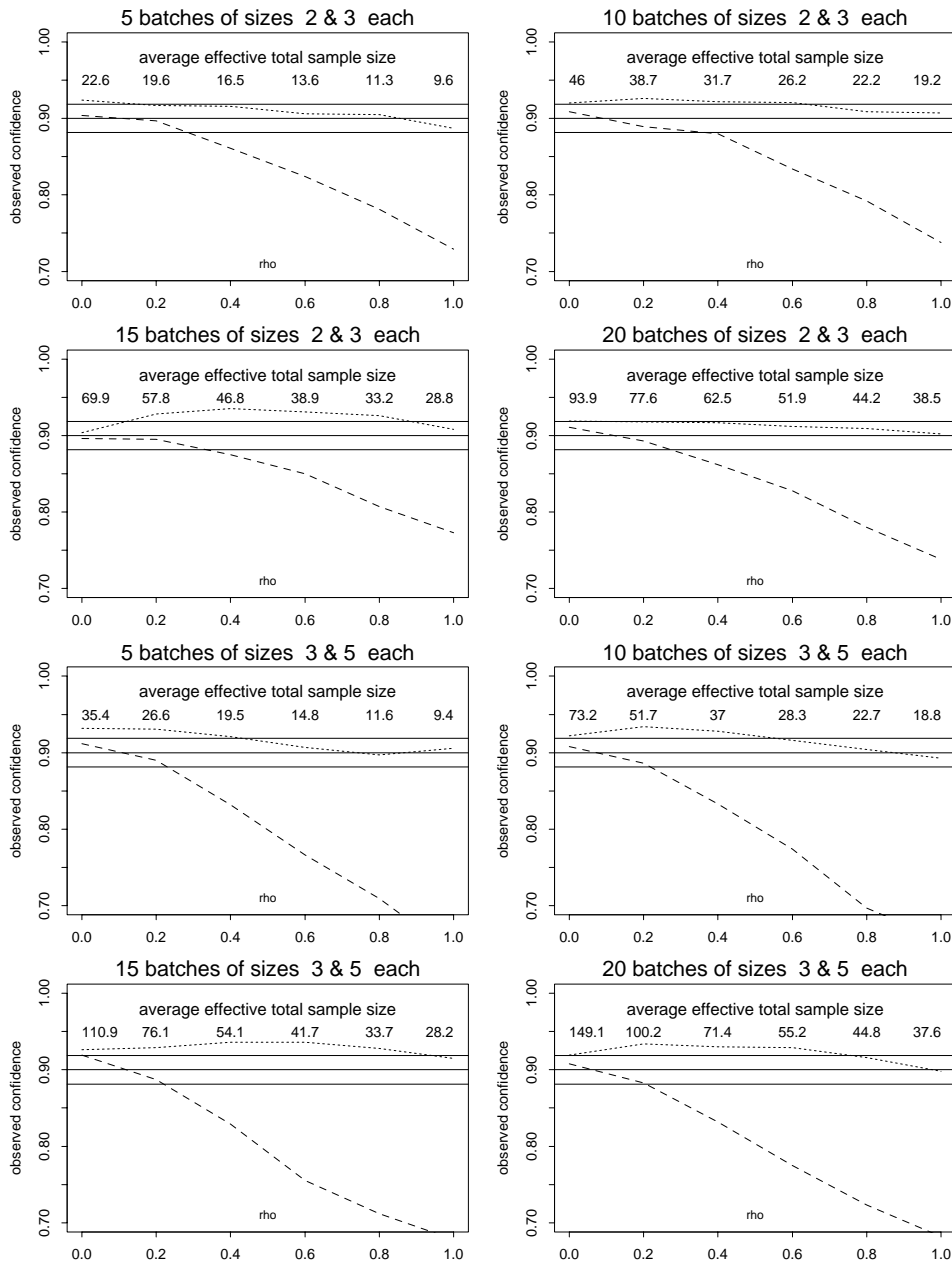 5 batches of sizes 2 & 3 each
average effective total sample size
22.6 19.6 16.5 13.6 11.3 9.6
observed confidence
0.70 0.80 0.90 1.00
rho
0.0 0.2 0.4 0.6 0.8 1.0
10 batches of sizes 2 & 3 each
average effective total sample size
46 38.7 31.7 26.2 22.2 19.2
observed confidence
0.70 0.80 0.90 1.00
rho
0.0 0.2 0.4 0.6 0.8 1.0
15 batches of sizes 2 & 3 each
average effective total sample size
69.9 57.8 46.8 38.9 33.2 28.8
observed confidence
0.70 0.80 0.90 1.00
rho
0.0 0.2 0.4 0.6 0.8 1.0
20 batches of sizes 2 & 3 each
average effective total sample size
93.9 77.6 62.5 51.9 44.2 38.5
observed confidence
0.70 0.80 0.90 1.00
rho
0.0 0.2 0.4 0.6 0.8 1.0
5 batches of sizes 3 & 5 each
average effective total sample size
35.4 26.6 19.5 14.8 11.6 9.4
observed confidence
0.70 0.80 0.90 1.00
rho
0.0 0.2 0.4 0.6 0.8 1.0
10 batches of sizes 3 & 5 each
average effective total sample size
73.2 51.7 37 28.3 22.7 18.8
observed confidence
0.70 0.80 0.90 1.00
rho
0.0 0.2 0.4 0.6 0.8 1.0
15 batches of sizes 3 & 5 each
average effective total sample size
110.9 76.1 54.1 41.7 33.7 28.2
observed confidence
0.70 0.80 0.90 1.00
rho
0.0 0.2 0.4 0.6 0.8 1.0
20 batches of sizes 3 & 5 each
average effective total sample size
149.1 100.2 71.4 55.2 44.8 37.6
observed confidence
0.70 0.80 0.90 1.00
rho
0.0 0.2 0.4 0.6 0.8 1.0